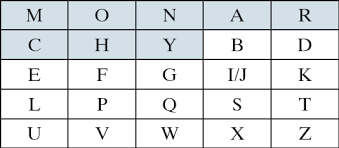 M O N A R
C H Y B D
E F G I/J K
L P Q S T
U V W X Z